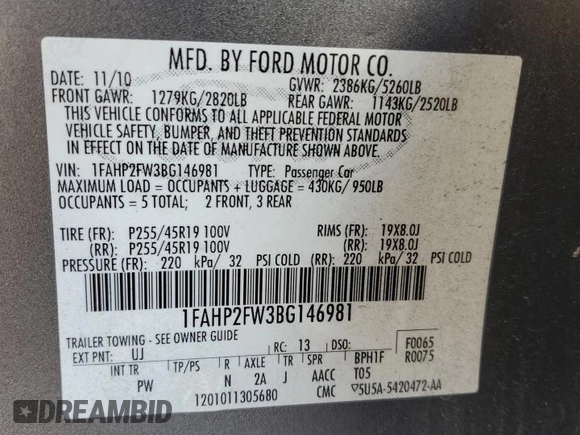 MFD. BY FORD MOTOR CO.
DATE: 11/10 GVWR: 2386KG/5260LB
FRONT GAWR: 1279KG/2820LB REAR GAWR: 1143KG/2520LB
THIS VEHICLE CONFORMS TO ALL APPLICABLE FEDERAL MOTOR
VEHICLE SAFETY, BUMPER, AND THEFT PREVENTION STANDARDS
IN EFFECT ON THE DATE OF MANUFACTURE SHOWN ABOVE.
VIN: 1FAHP2FW3BG146981 TYPE: Passenger Car
MAXIMUM LOAD = OCCUPANTS + LUGGAGE = 430KG/950LB
OCCUPANTS = 5 TOTAL; 2 FRONT, 3 REAR
TIRE (FR): P255/45R19 100V RIMS (FR): 19X8.0J
(RR): P255/45R19 100V (RR): 19X8.0J
PRESSURE (FR): 220 kPa/ 32 PSI COLD (RR): 220 kPa/ 32 PSI COLD
1FAHP2FW3BG146981
TRAILER TOWING - SEE OWNER GUIDE
EXT PNT: UJ RC: 13 DSO: F0065
R0075
INT TR TP/PS R AXLE TR SPR BPH1F
PW N 2A J AACC T05
1201011305680 CMC 5U5A-5420472-AA
DREAMBID